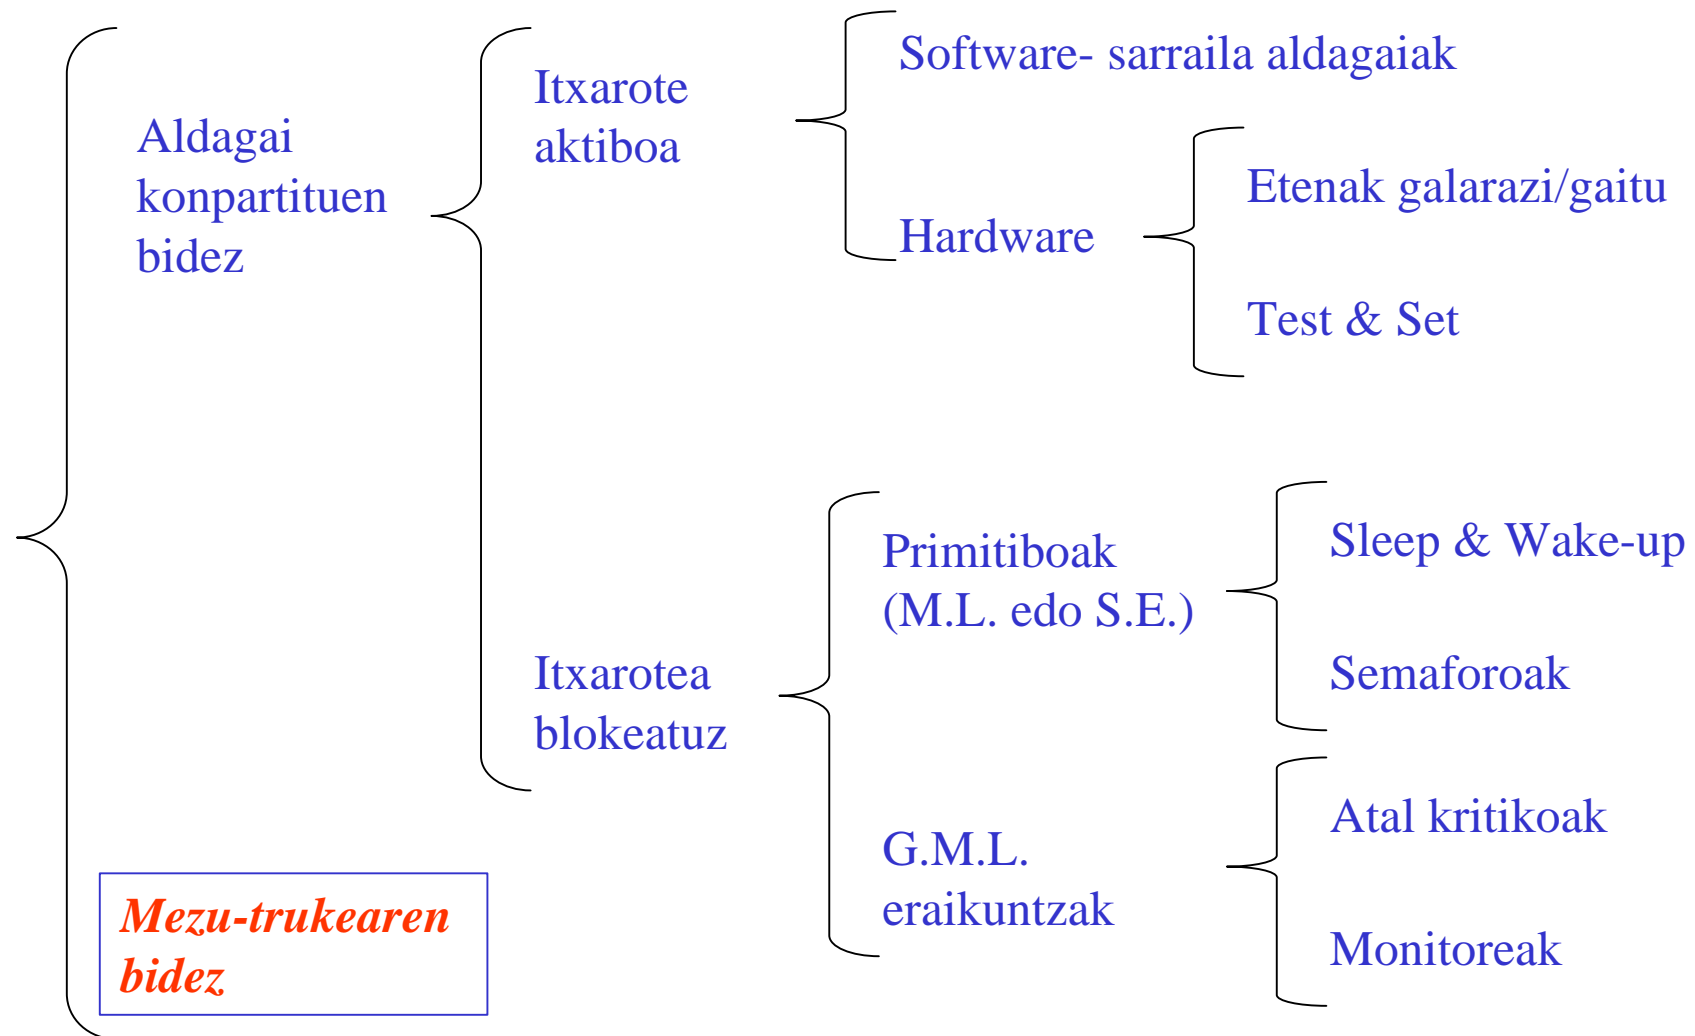 Aldagai
konpartituen
bidez
Itxarote
aktiboa
Software- sarraila aldagaiak
Hardware
Etenak galarazi/gaitu
Test & Set
Itxarotea
blokeatuz
Primitiboak
(M.L. edo S.E.)
Sleep & Wake-up
Semaforoak
G.M.L.
eraikuntzak
Atal kritikoak
Monitoreak
Mezu-trukearen
bidez